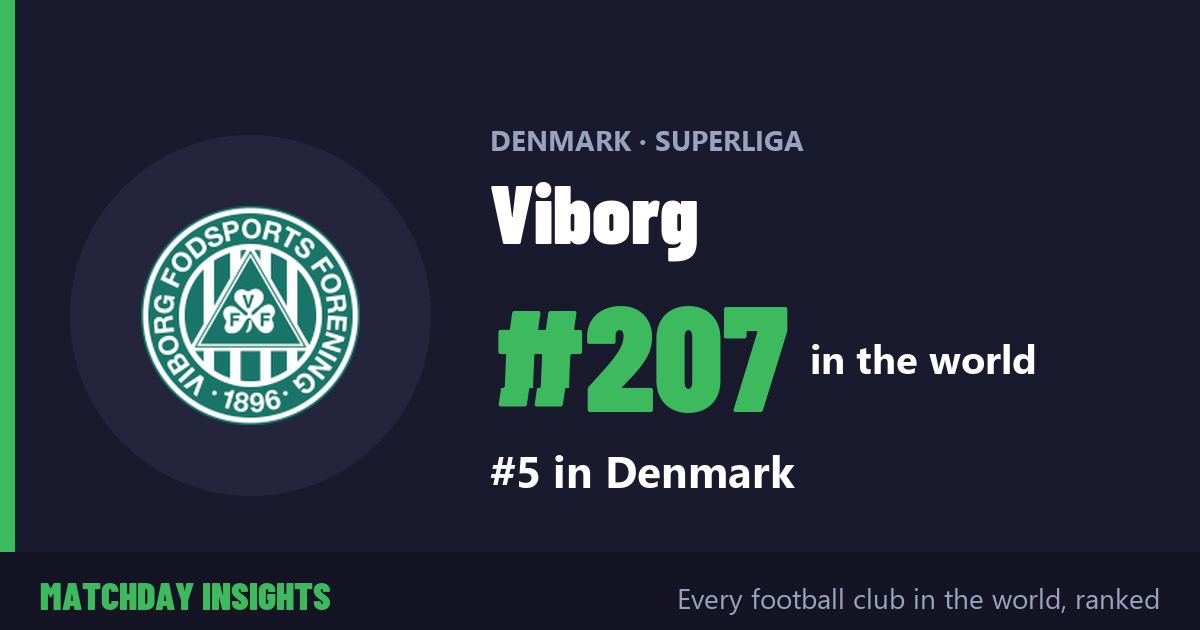 DENMARK · SUPERLIGA
Viborg
#207 in the world
#5 in Denmark
VIBORG FODSPORTS FORENING
· 1896 ·
V
F F
MATCHDAY INSIGHTS
Every football club in the world, ranked